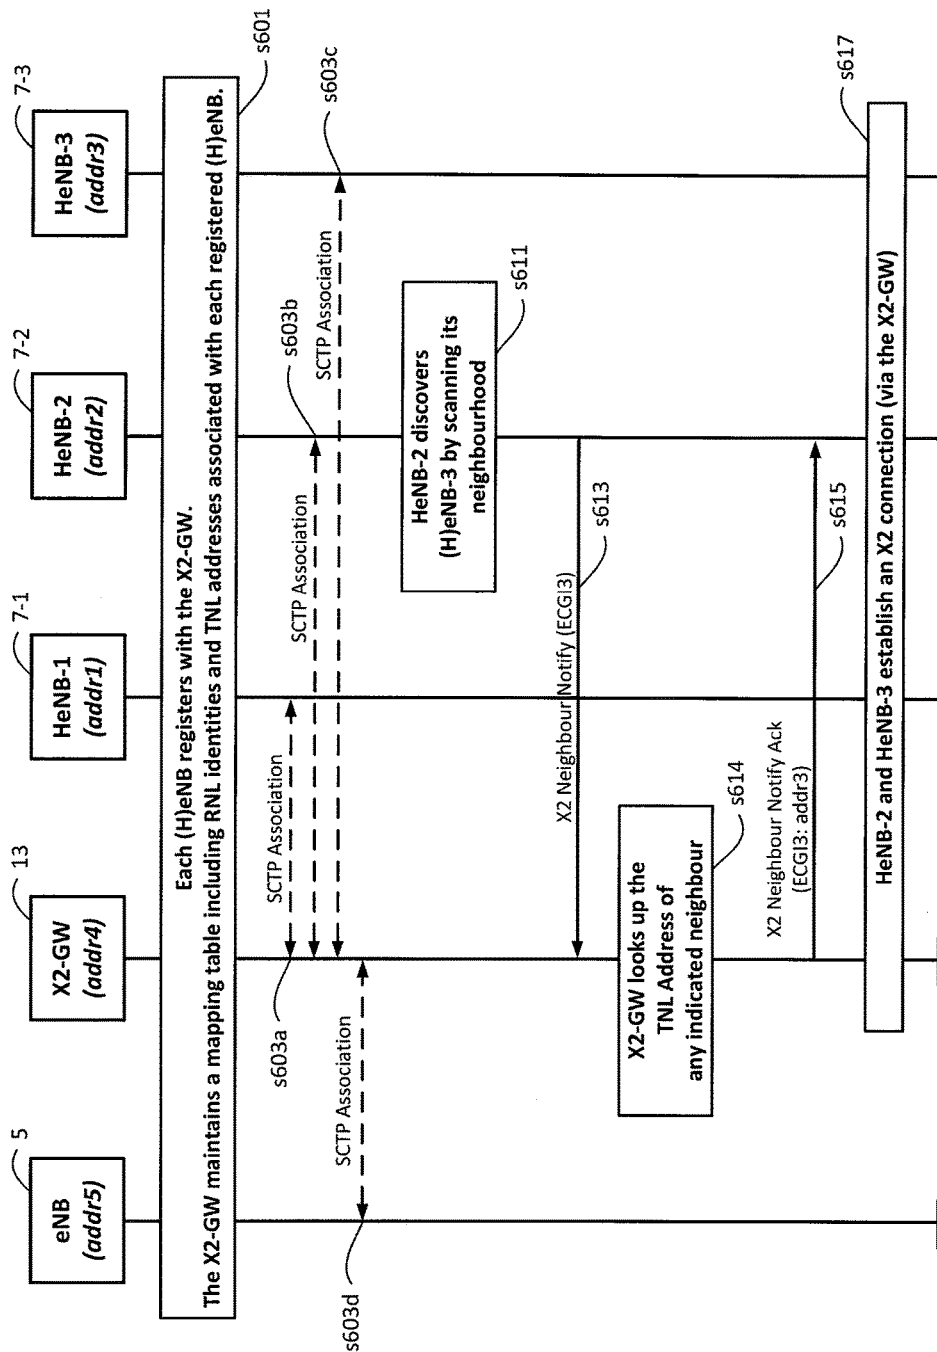 5
eNB
(addr5)
13
X2-GW
(addr4)
7-1
HeNB-1
(addr1)
7-2
HeNB-2
(addr2)
7-3
HeNB-3
(addr3)
Each (H)eNB registers with the X2-GW.
The X2-GW maintains a mapping table including RNL identities and TNL addresses associated with each registered (H)eNB.
s601
s603a
SCTP Association
SCTP Association
s603b
SCTP Association
s603c
s603d
SCTP Association
HeNB-2 discovers
(H)eNB-3 by scanning its
neighbourhood
s611
X2 Neighbour Notify (ECGI3)
s613
X2-GW looks up the
TNL Address of
any indicated neighbour
s614
X2 Neighbour Notify Ack
(ECGI3: addr3)
s615
HeNB-2 and HeNB-3 establish an X2 connection (via the X2-GW)
s617